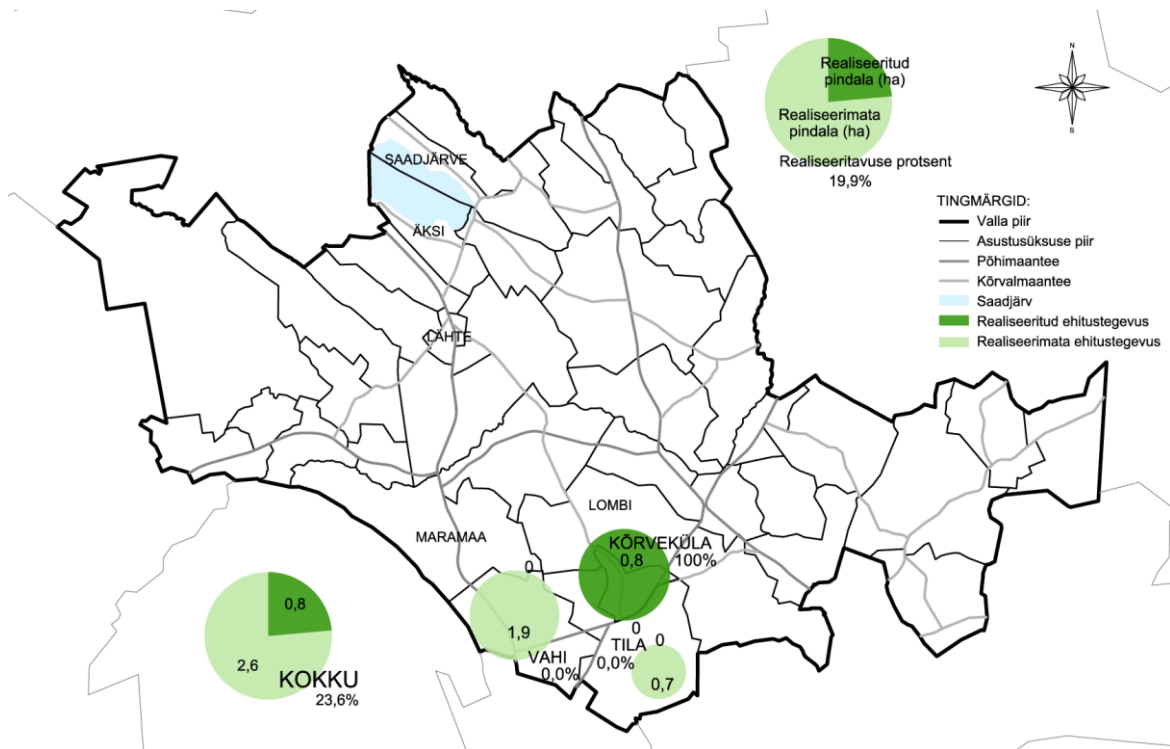 Realiseeritud
pindala (ha)
Realiseerimata
pindala (ha)
Realiseeritavuse protsent
19,9%
N
S
TINGMÄRGID:
Valla piir
Asustusüksuse piir
Põhimaantee
Kõrvalmaantee
Saadjärv
Realiseeritud ehitustegevus
Realiseerimata ehitustegevus
SAADJÄRVE
ÄKSI
LÄHTE
LOMBI
MARAMAA
KÕRVEKÜLA
0,8
100%
0
1,9
0
VAHI
0,0%
TILA
0
0,0%
0,7
0,8
2,6
KOKKU
23,6%